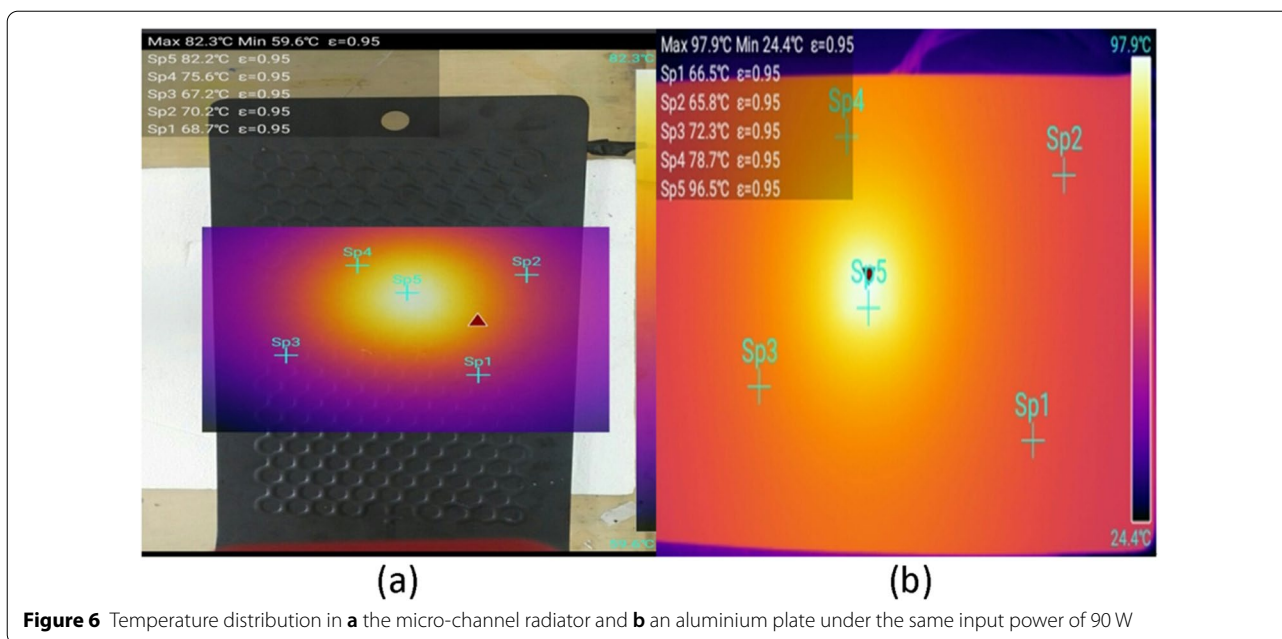 Max 82.3℃ Min 59.6℃ ε=0.95
Sp5 82.2℃ ε=0.95
Sp4 75.6℃ ε=0.95
Sp3 67.2℃ ε=0.95
Sp2 70.2℃ ε=0.95
Sp1 68.7℃ ε=0.95
82.3℃
Sp4
Sp2
Sp5
Sp3
Sp1
Max 97.9℃ Min 24.4℃ ε=0.95
97.9℃
Sp1 66.5℃ ε=0.95
Sp2 65.8℃ ε=0.95
Sp3 72.3℃ ε=0.95
Sp4 78.7℃ ε=0.95
Sp5 96.5℃ ε=0.95
Sp4
Sp2
Sp5
Sp3
Sp1
24.4℃
(a)
(b)
Figure 6 Temperature distribution in a the micro-channel radiator and b an aluminium plate under the same input power of 90 W